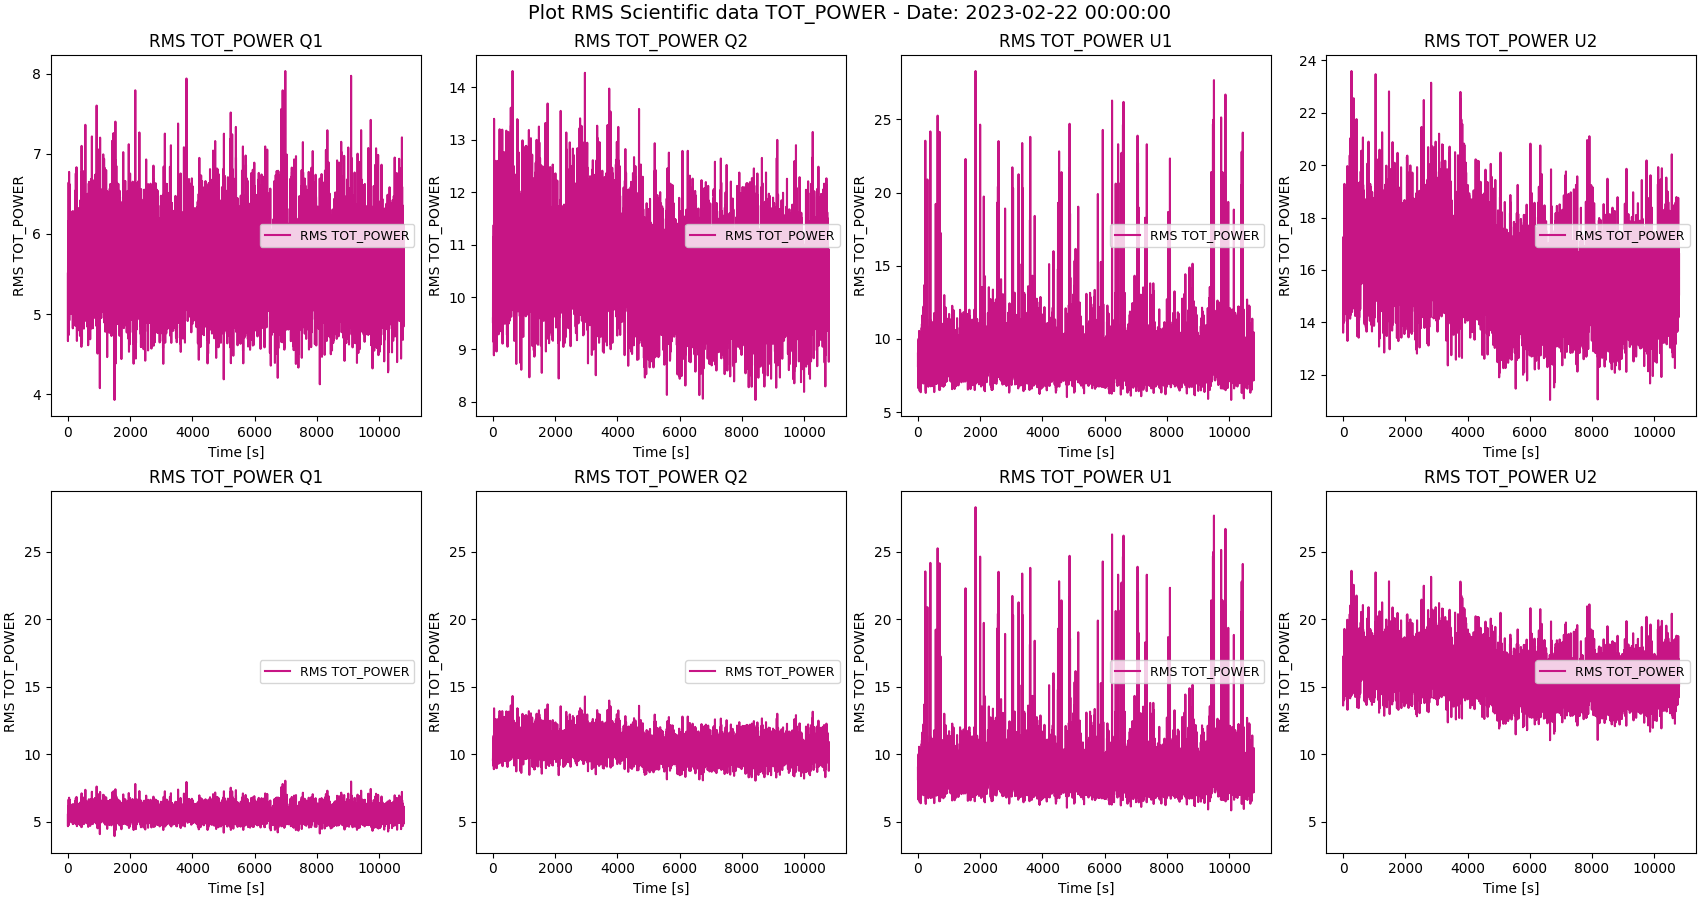 Plot RMS Scientific data TOT_POWER - Date: 2023-02-22 00:00:00
RMS TOT_POWER Q1
RMS TOT_POWER
8
7
6
5
4
RMS TOT_POWER
0 2000 4000 6000 8000 10000
Time [s]
RMS TOT_POWER Q2
RMS TOT_POWER
14
13
12
11
10
9
8
RMS TOT_POWER
0 2000 4000 6000 8000 10000
Time [s]
RMS TOT_POWER U1
RMS TOT_POWER
25
20
15
10
5
RMS TOT_POWER
0 2000 4000 6000 8000 10000
Time [s]
RMS TOT_POWER U2
RMS TOT_POWER
24
22
20
18
16
14
12
RMS TOT_POWER
0 2000 4000 6000 8000 10000
Time [s]
RMS TOT_POWER Q1
RMS TOT_POWER
25
20
15
10
5
RMS TOT_POWER
0 2000 4000 6000 8000 10000
Time [s]
RMS TOT_POWER Q2
RMS TOT_POWER
25
20
15
10
5
RMS TOT_POWER
0 2000 4000 6000 8000 10000
Time [s]
RMS TOT_POWER U1
RMS TOT_POWER
25
20
15
10
5
RMS TOT_POWER
0 2000 4000 6000 8000 10000
Time [s]
RMS TOT_POWER U2
RMS TOT_POWER
25
20
15
10
5
RMS TOT_POWER
0 2000 4000 6000 8000 10000
Time [s]